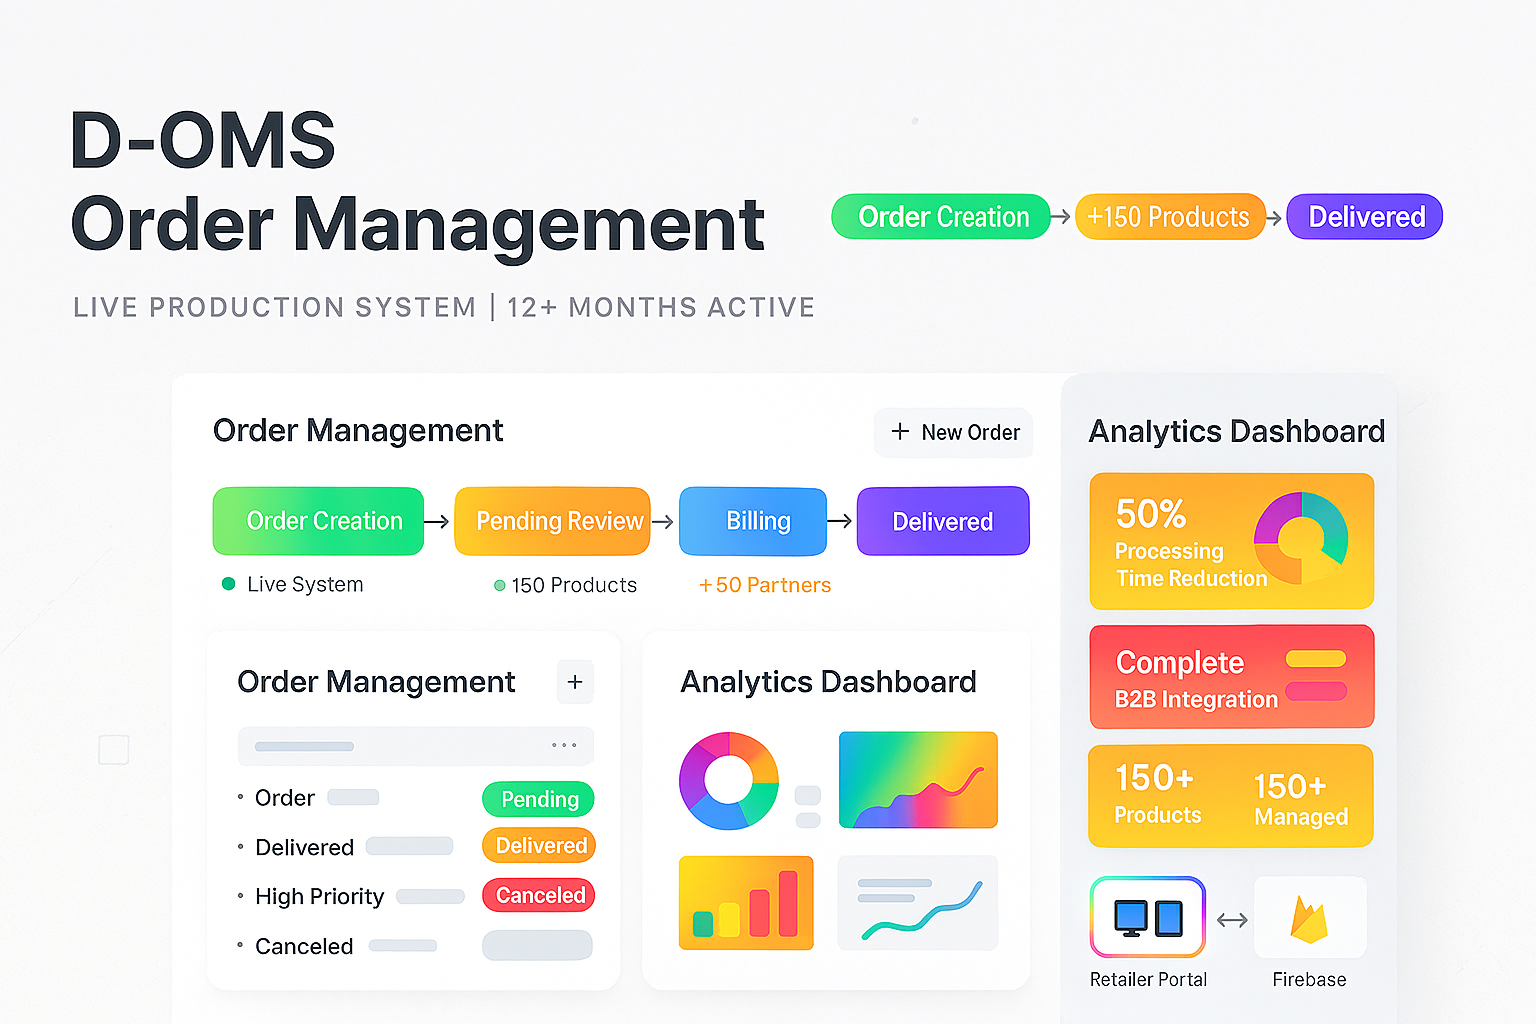 D-OMS
Order Management
LIVE PRODUCTION SYSTEM | 12+ MONTHS ACTIVE
Order Creation → +150 Products → Delivered
Order Management
+ New Order
Order Creation → Pending Review → Billing → Delivered
Live System
150 Products
+50 Partners
Order Management
+
Order
Pending
Delivered
Delivered
High Priority
Canceled
Canceled
Analytics Dashboard
Analytics Dashboard
50%
Processing
Time Reduction
Complete
B2B Integration
150+
Products
150+
Managed
Retailer Portal
Firebase